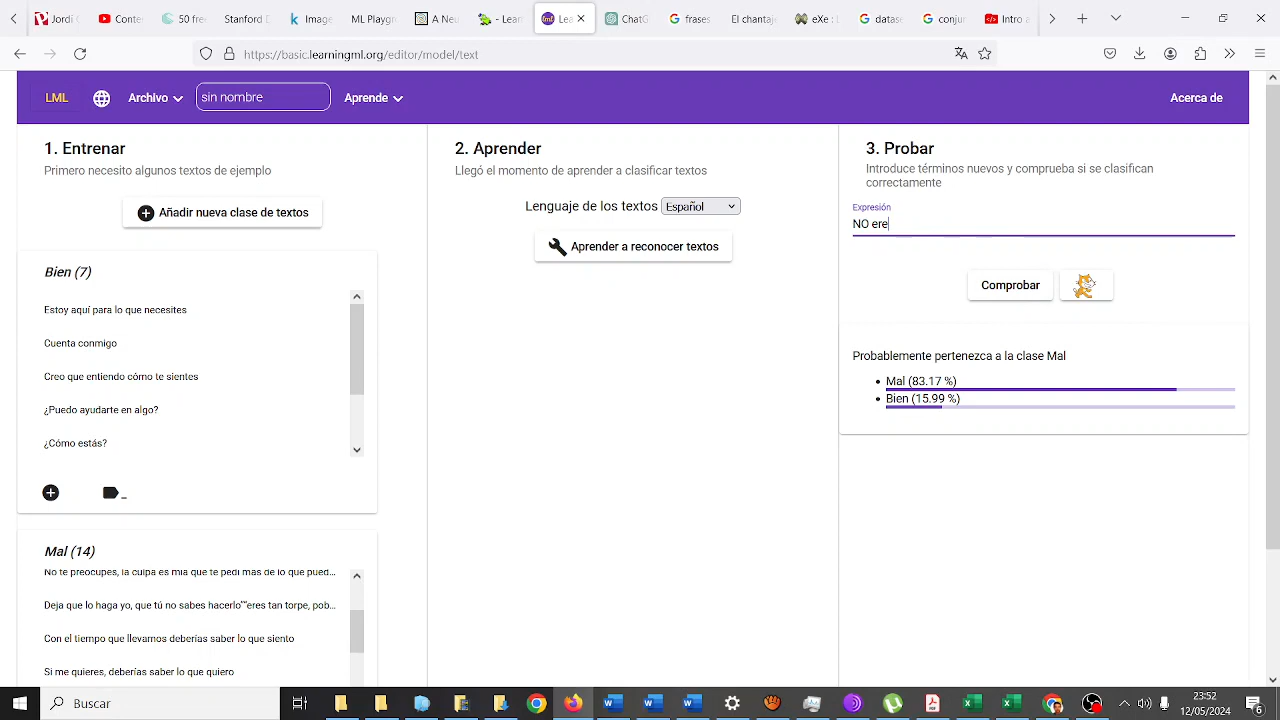 Jordi C
Conte
50 fre
Stanford D
Image
ML Playgr
A Neu
- Lear
Lea
ChatG
frases
El chantaj
eXe : E
datase
conjur
Intro a
https://basic.learningml.org/editor/model/text
LML
Archivo
sin nombre
Aprende
Acerca de
1. Entrenar
Primero necesito algunos textos de ejemplo
Añadir nueva clase de textos
Bien (7)
Estoy aquí para lo que necesites
Cuenta conmigo
Creo que entiendo cómo te sientes
¿Puedo ayudarte en algo?
¿Cómo estás?
Mal (14)
No te preocupes, la culpa es mía que te pedí más de lo que pued...
Deja que lo haga yo, que tú no sabes hacerlo""eres tan torpe, pob...
Con el tiempo que llevamos deberías saber lo que siento
Si me quieres, deberías saber lo que quiero
2. Aprender
Llegó el momento de aprender a clasificar textos
Lenguaje de los textos Español
Aprender a reconocer textos
3. Probar
Introduce términos nuevos y comprueba si se clasifican
correctamente
Expresión
NO ere
Comprobar
Probablemente pertenezca a la clase Mal
Mal (83.17 %)
Bien (15.99 %)
Buscar
23:52
12/05/2024
6